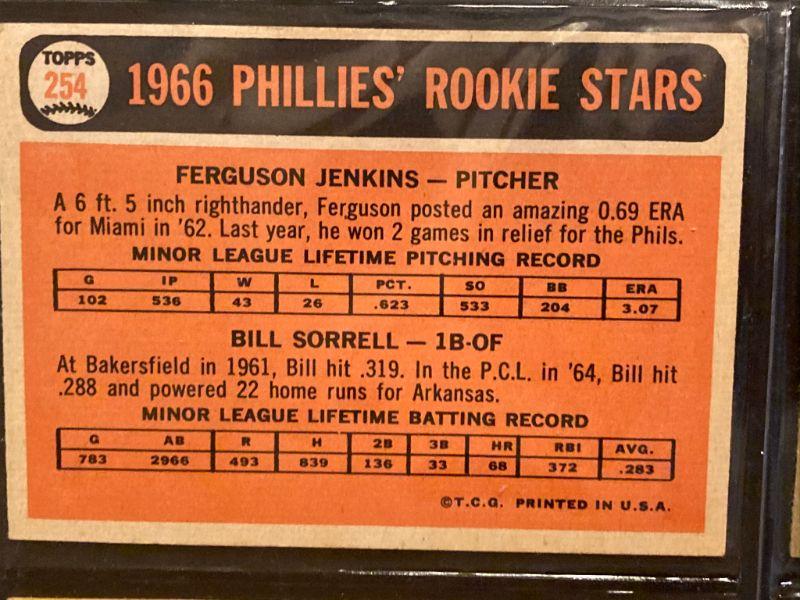 TOPPS
254
1966 PHILLIES' ROOKIE STARS
FERGUSON JENKINS — PITCHER
A 6 ft. 5 inch righthander, Ferguson posted an amazing 0.69 ERA
for Miami in '62. Last year, he won 2 games in relief for the Phils.
MINOR LEAGUE LIFETIME PITCHING RECORD
G IP W L PCT. SO BB ERA
102 536 43 26 .623 533 204 3.07
BILL SORRELL — 1B-OF
At Bakersfield in 1961, Bill hit .319. In the P.C.L. in '64, Bill hit
.288 and powered 22 home runs for Arkansas.
MINOR LEAGUE LIFETIME BATTING RECORD
G AB R H 2B 3B HR RBI AVG.
783 2966 493 839 136 33 68 372 .283
©T.C.G. PRINTED IN U.S.A.